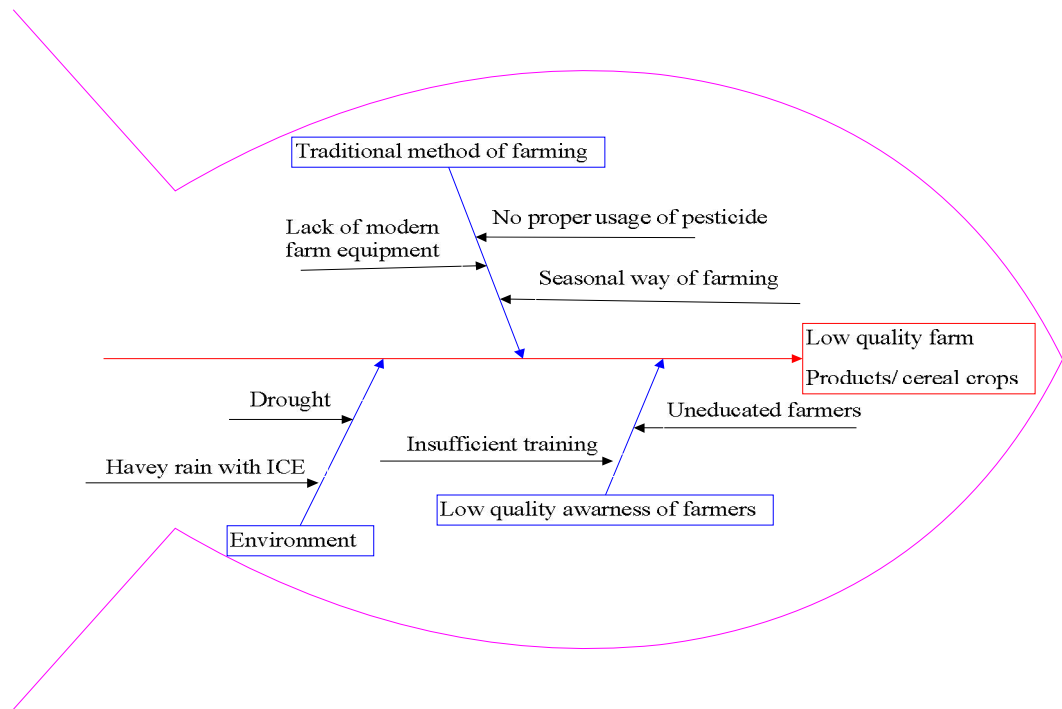 Traditional method of farming
No proper usage of pesticide
Lack of modern
farm equipment
Seasonal way of farming
Low quality farm
Products/ cereal crops
Drought
Uneducated farmers
Insufficient training
Havey rain with ICE
Low quality awarness of farmers
Environment